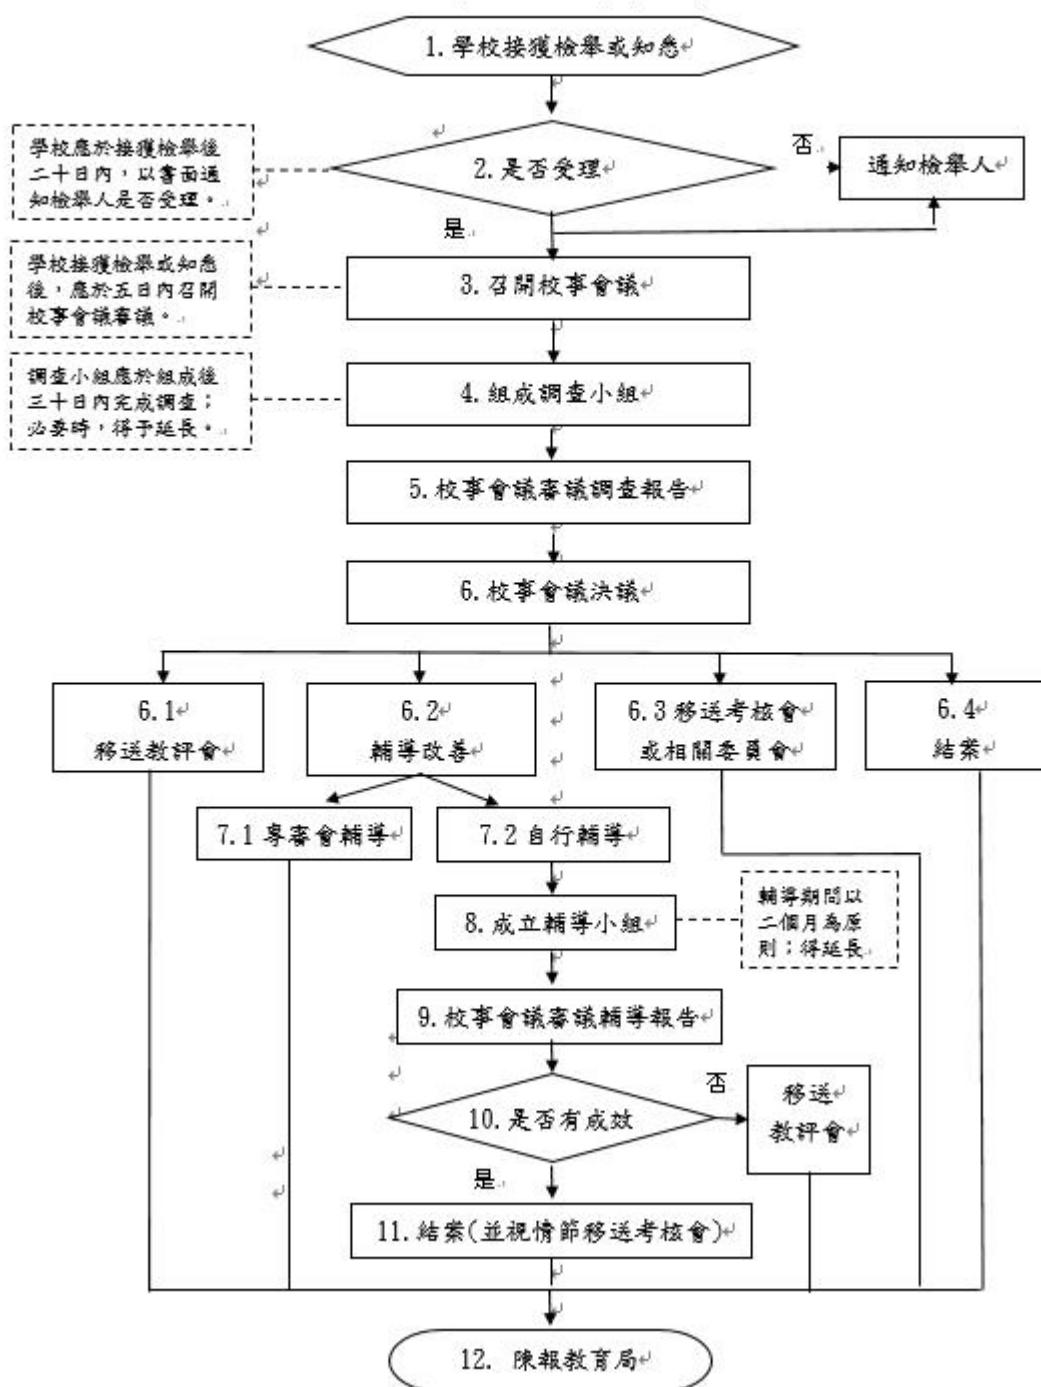 1.學校接獲檢舉或知悉
學校應於接獲檢舉後
二十日內，以書面通
知檢舉人是否受理。
2.是否受理
否
通知檢舉人
是
學校接獲檢舉或知悉
後，應於五日內召開
校事會議審議。
3.召開校事會議
調查小組應於組成後
三十日內完成調查；
必要時，得予延長。
4.組成調查小組
5.校事會議審議調查報告
6.校事會議決議
6.1
移送教評會
6.2
輔導改善
6.3 移送考核會
或相關委員會
6.4
結案
7.1 專審會輔導
7.2 自行輔導
8.成立輔導小組
輔導期間以
二個月為原
則；得延長
9.校事會議審議輔導報告
10.是否有成效
否
移送
教評會
是
11.結案(並視情節移送考核會)
12. 陳報教育局